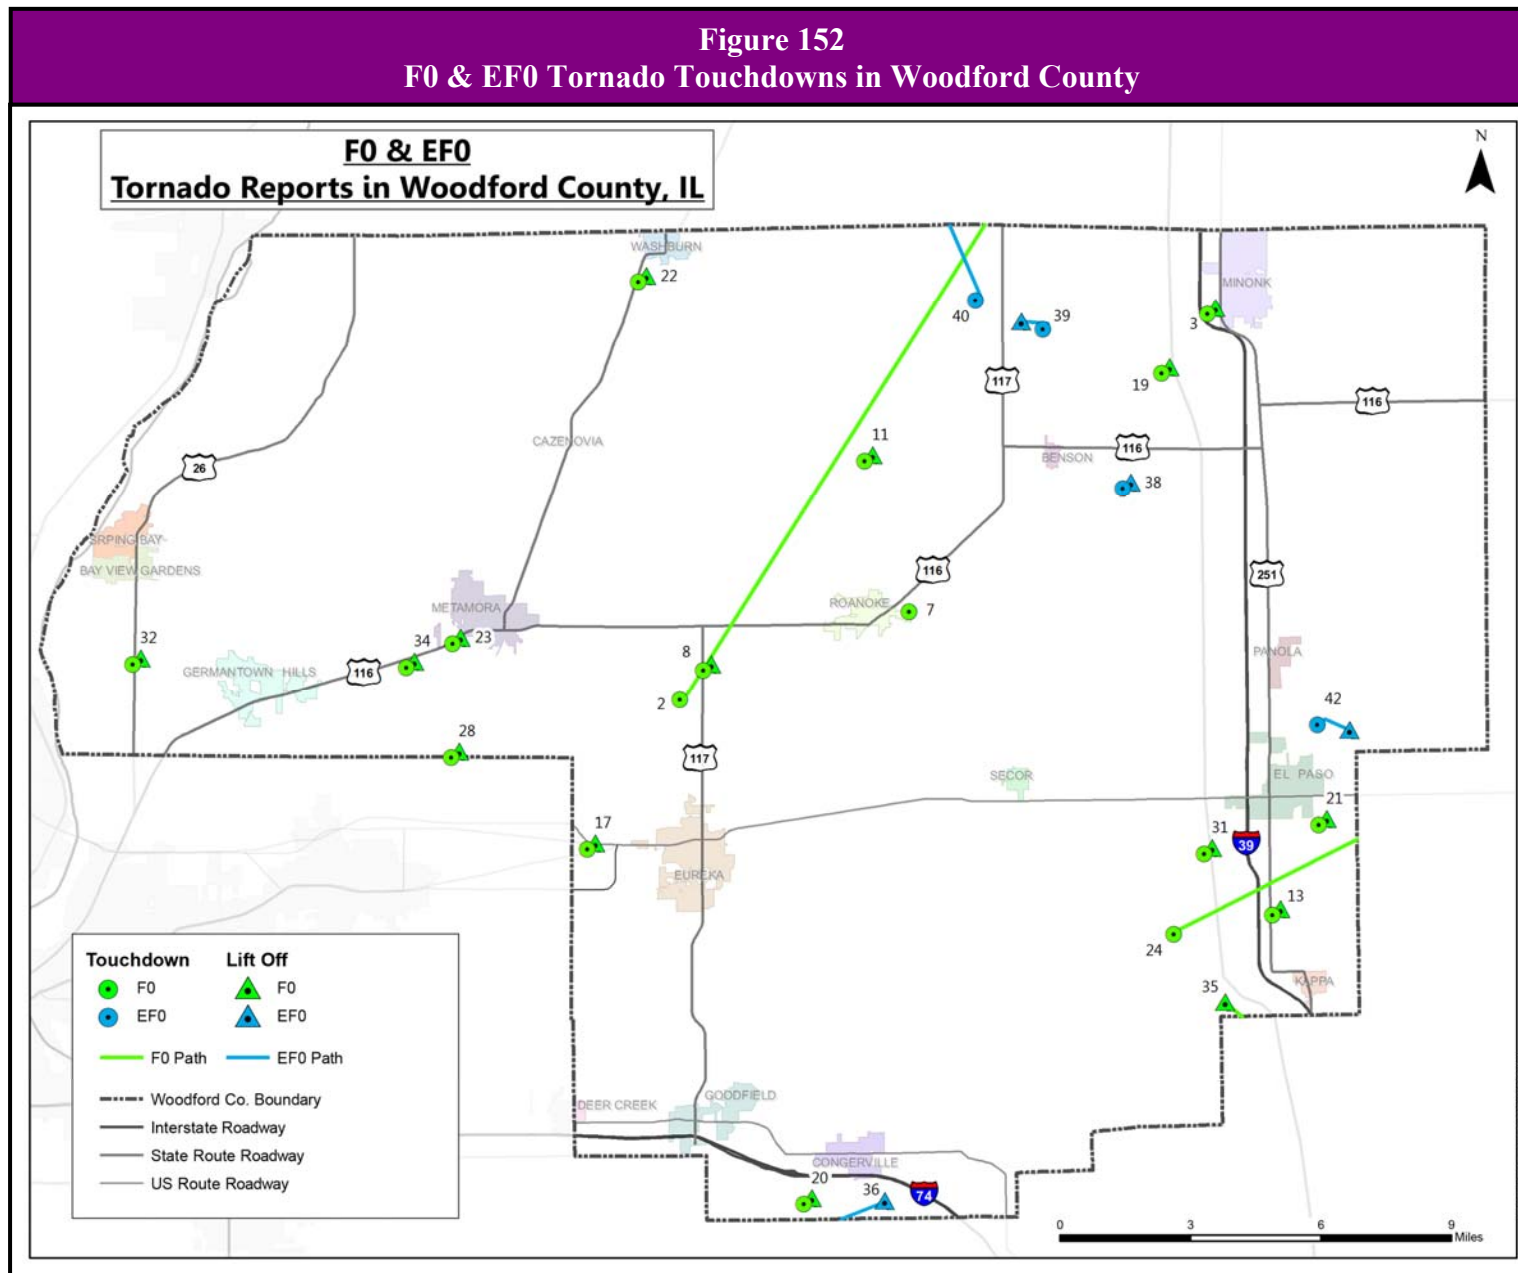 Figure 152
F0 & EF0 Tornado Touchdowns in Woodford County
F0 & EF0
Tornado Reports in Woodford County, IL
N
WASHBURN
22
MINONK
40
39
3
19
117
116
11
CAZENOVIA
26
BENSON
116
38
SRPING BAY
BAY VIEW GARDENS
116
251
METAMORA
ROANOKE
7
32
34
23
8
PANOLA
GERMANTOWN HILLS
116
2
42
28
117
SECOR
EL PASO
21
17
31
39
EUREKA
13
24
Touchdown Lift Off
F0 F0
EF0 EF0
F0 Path EF0 Path
Woodford Co. Boundary
Interstate Roadway
State Route Roadway
US Route Roadway
35
KAPPA
DEER CREEK
GOODFIELD
CONGERVILLE
20
36
74
0 3 6 9
Miles